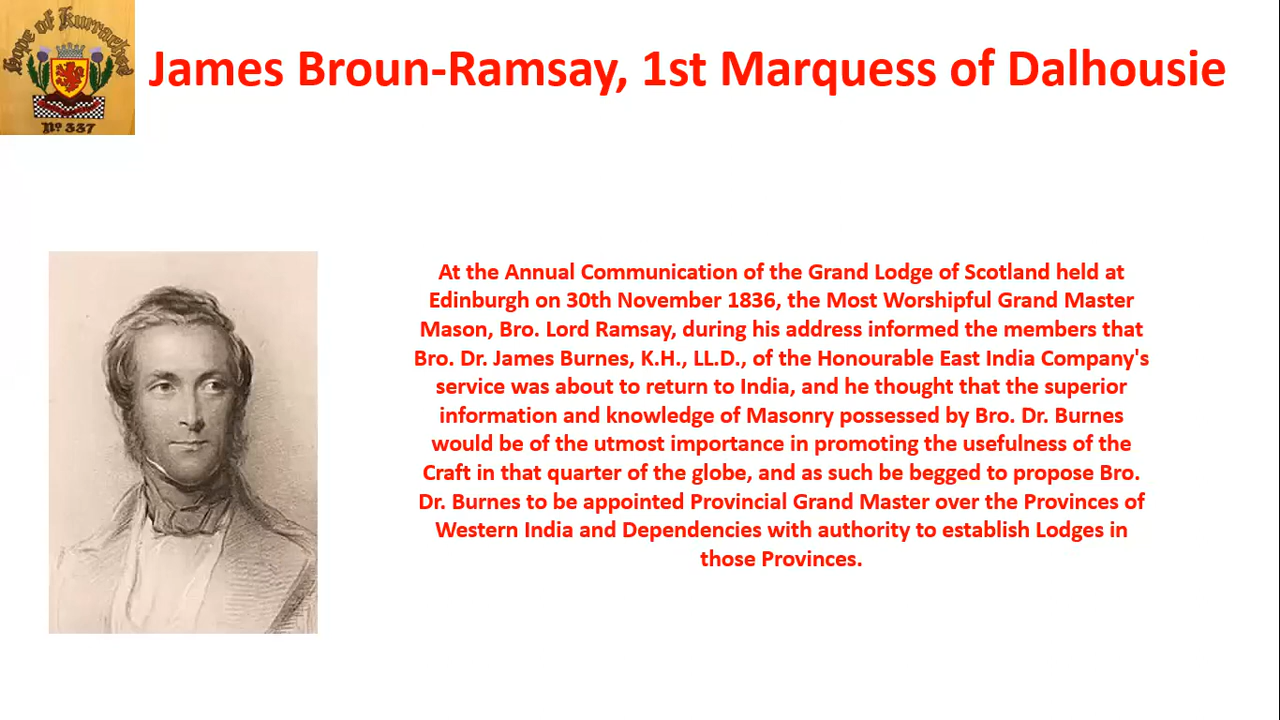 Hope of Kurrachee
Nº 337
James Broun-Ramsay, 1st Marquess of Dalhousie
At the Annual Communication of the Grand Lodge of Scotland held at
Edinburgh on 30th November 1836, the Most Worshipful Grand Master
Mason, Bro. Lord Ramsay, during his address informed the members that
Bro. Dr. James Burnes, K.H., LL.D., of the Honourable East India Company's
service was about to return to India, and he thought that the superior
information and knowledge of Masonry possessed by Bro. Dr. Burnes
would be of the utmost importance in promoting the usefulness of the
Craft in that quarter of the globe, and as such be begged to propose Bro.
Dr. Burnes to be appointed Provincial Grand Master over the Provinces of
Western India and Dependencies with authority to establish Lodges in
those Provinces.